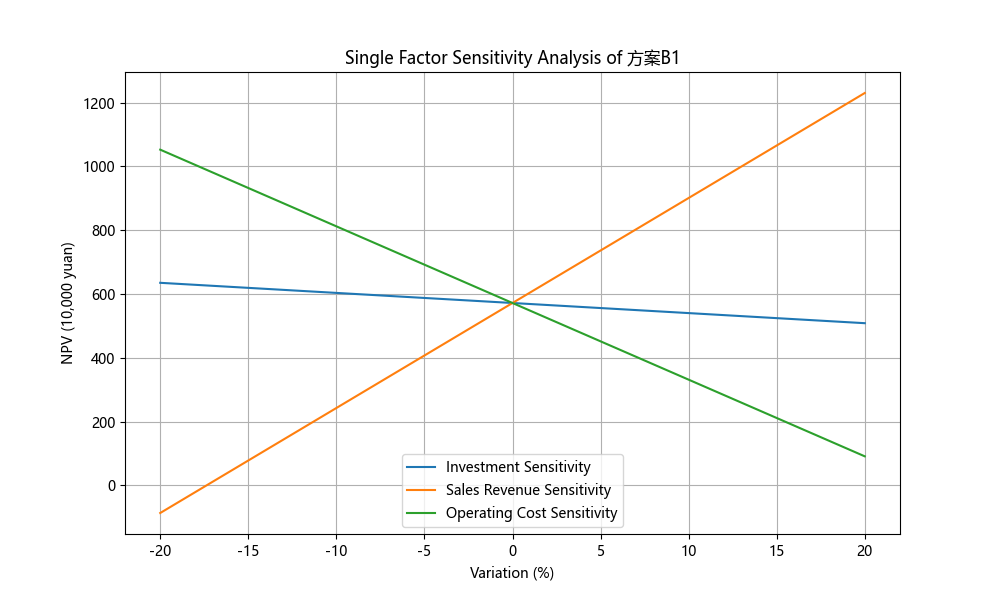 Single Factor Sensitivity Analysis of 方案B1
NPV (10,000 yuan)
1200
1000
800
600
400
200
0
Investment Sensitivity
Sales Revenue Sensitivity
Operating Cost Sensitivity
-20 -15 -10 -5 0 5 10 15 20
Variation (%)